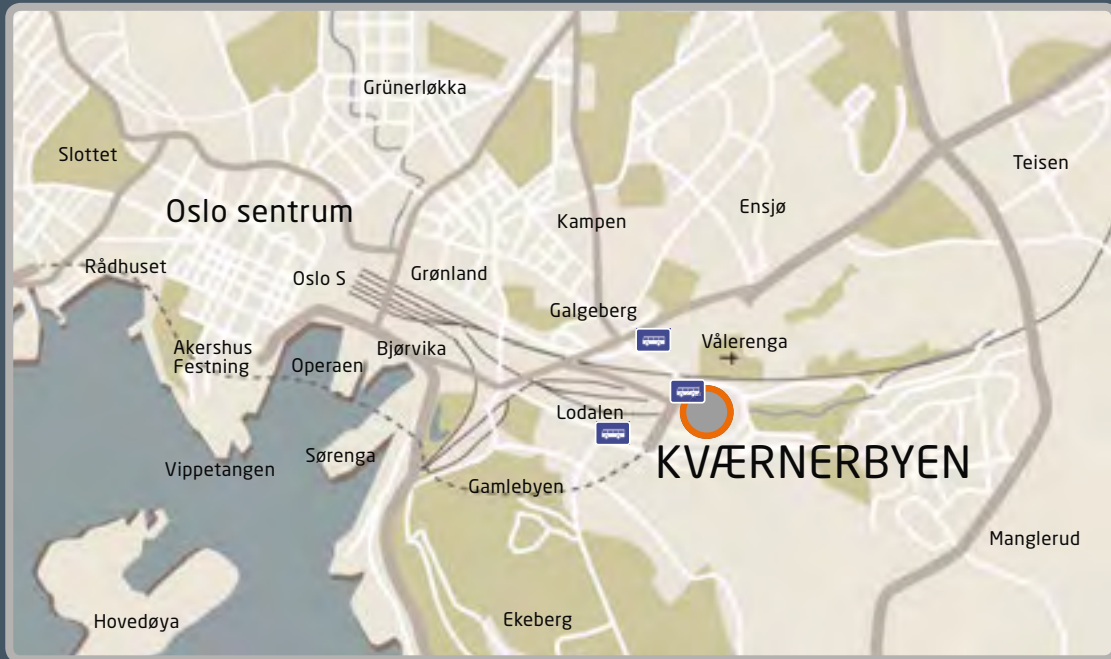 Grünerløkka
Slottet
Teisen
Oslo sentrum
Ensjø
Kampen
Rådhuset
Oslo S
Grønland
Galgeberg
Vålerenga
Akershus
Festning
Bjørvika
Operaen
Lodalen
KVÆRNERBYEN
Sørenga
Vippetangen
Gamlebyen
Manglerud
Hovedøya
Ekeberg